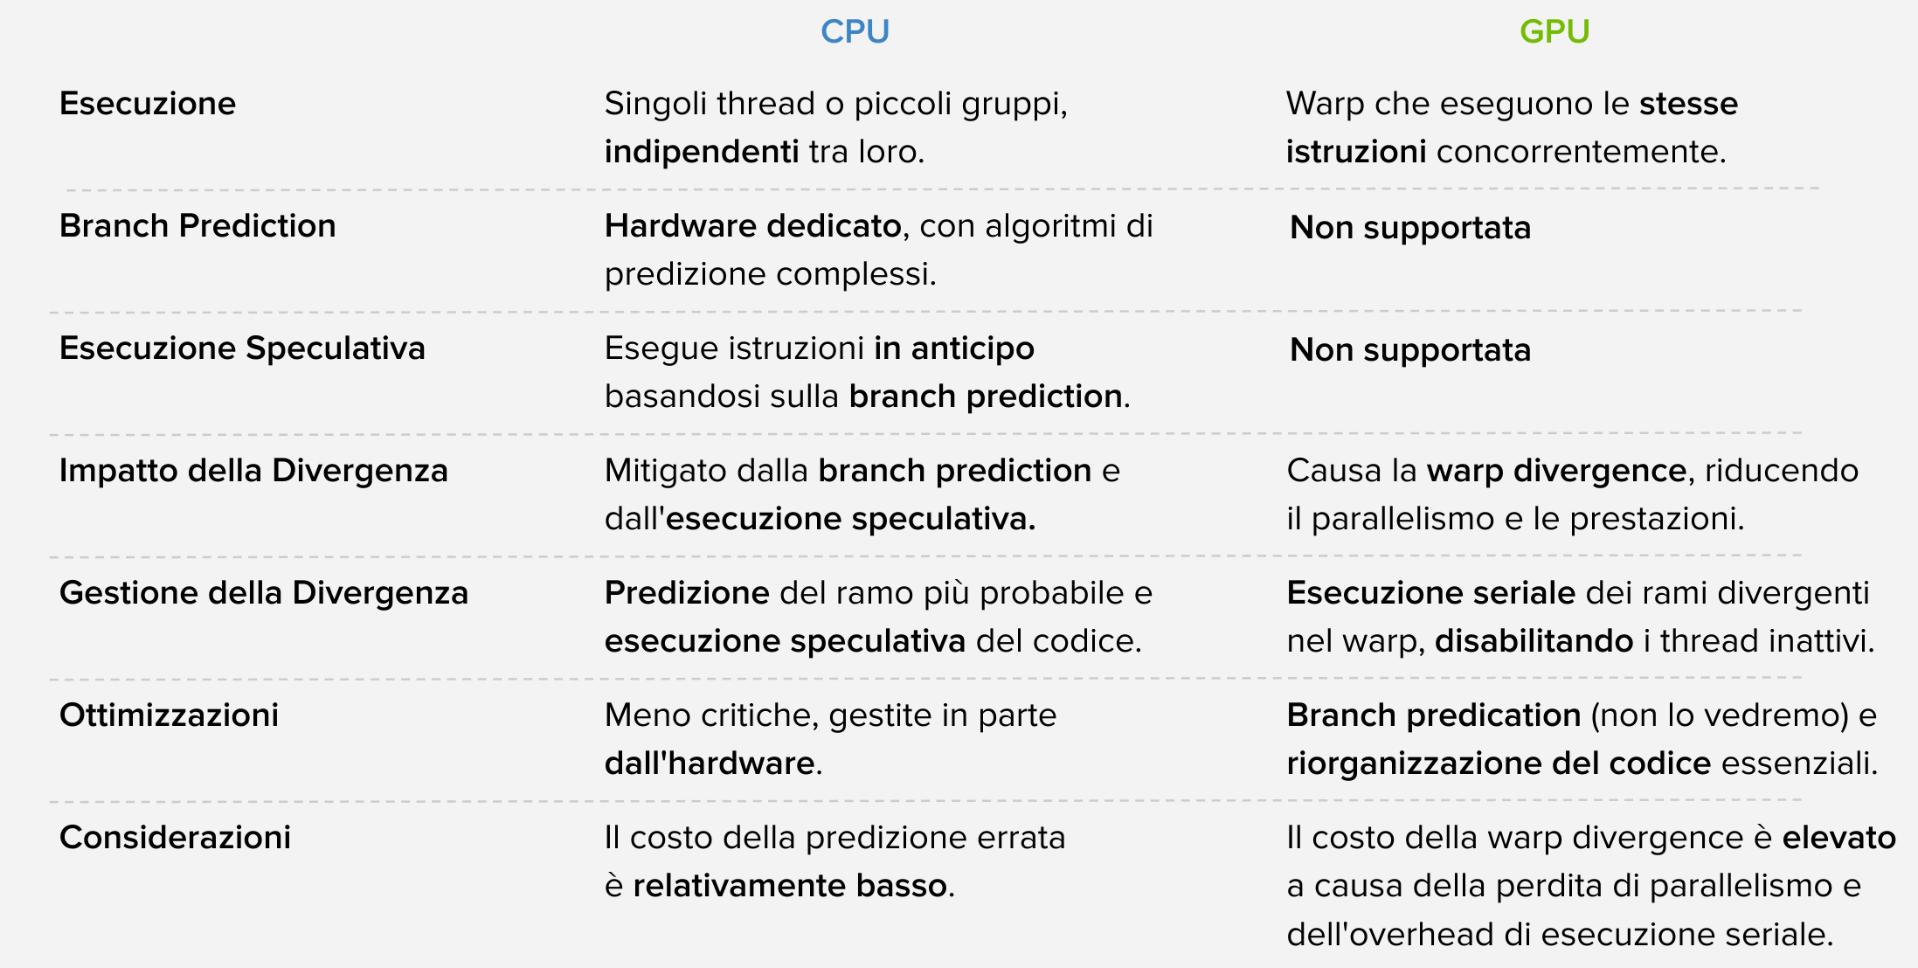 CPU
GPU
Esecuzione
Singoli thread o piccoli gruppi,
indipendenti tra loro.
Warp che eseguono le stesse
istruzioni concorrentemente.
Branch Prediction
Hardware dedicato, con algoritmi di
predizione complessi.
Non supportata
Esecuzione Speculativa
Esegue istruzioni in anticipo
basandosi sulla branch prediction.
Non supportata
Impatto della Divergenza
Mitigato dalla branch prediction e
dall'esecuzione speculativa.
Causa la warp divergence, riducendo
il parallelismo e le prestazioni.
Gestione della Divergenza
Predizione del ramo più probabile e
esecuzione speculativa del codice.
Esecuzione seriale dei rami divergenti
nel warp, disabilitando i thread inattivi.
Ottimizzazioni
Meno critiche, gestite in parte
dall'hardware.
Branch predication (non lo vedremo) e
riorganizzazione del codice essenziali.
Considerazioni
Il costo della predizione errata
è relativamente basso.
Il costo della warp divergence è elevato
a causa della perdita di parallelismo e
dell'overhead di esecuzione seriale.